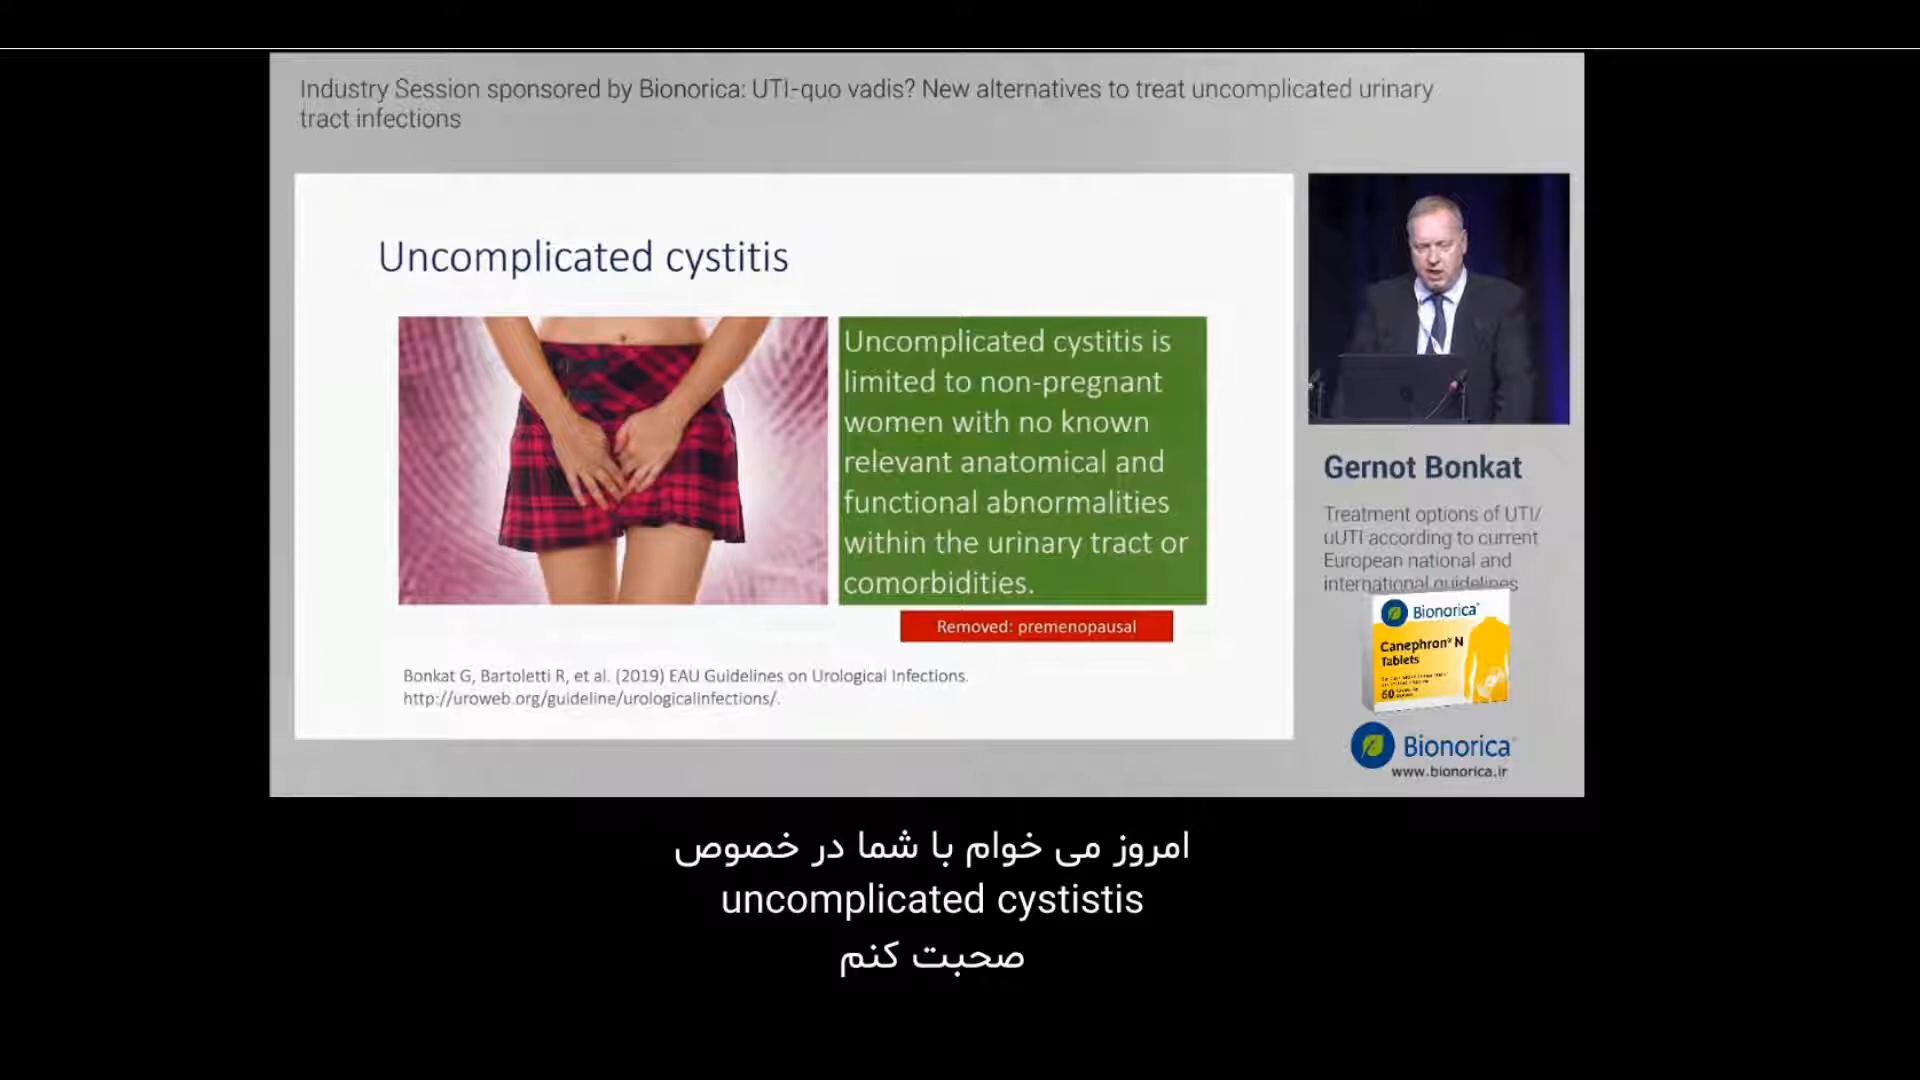 Industry Session sponsored by Bionorica: UTI-quo vadis? New alternatives to treat uncomplicated urinary
tract infections
Uncomplicated cystitis
Uncomplicated cystitis is
limited to non-pregnant
women with no known
relevant anatomical and
functional abnormalities
within the urinary tract or
comorbidities.
Removed: premenopausal
Bonkat G, Bartoletti R, et al. (2019) EAU Guidelines on Urological Infections.
http://uroweb.org/guideline/urologicalinfections/.
Gernot Bonkat
Treatment options of UTI/
uUTI according to current
European national and
international guidelines
Bionorica®
Canephron® N
Tablets
60
Bionorica®
www.bionorica.ir
امروز می خوام با شما در خصوص
uncomplicated cystistis
صحبت کنم